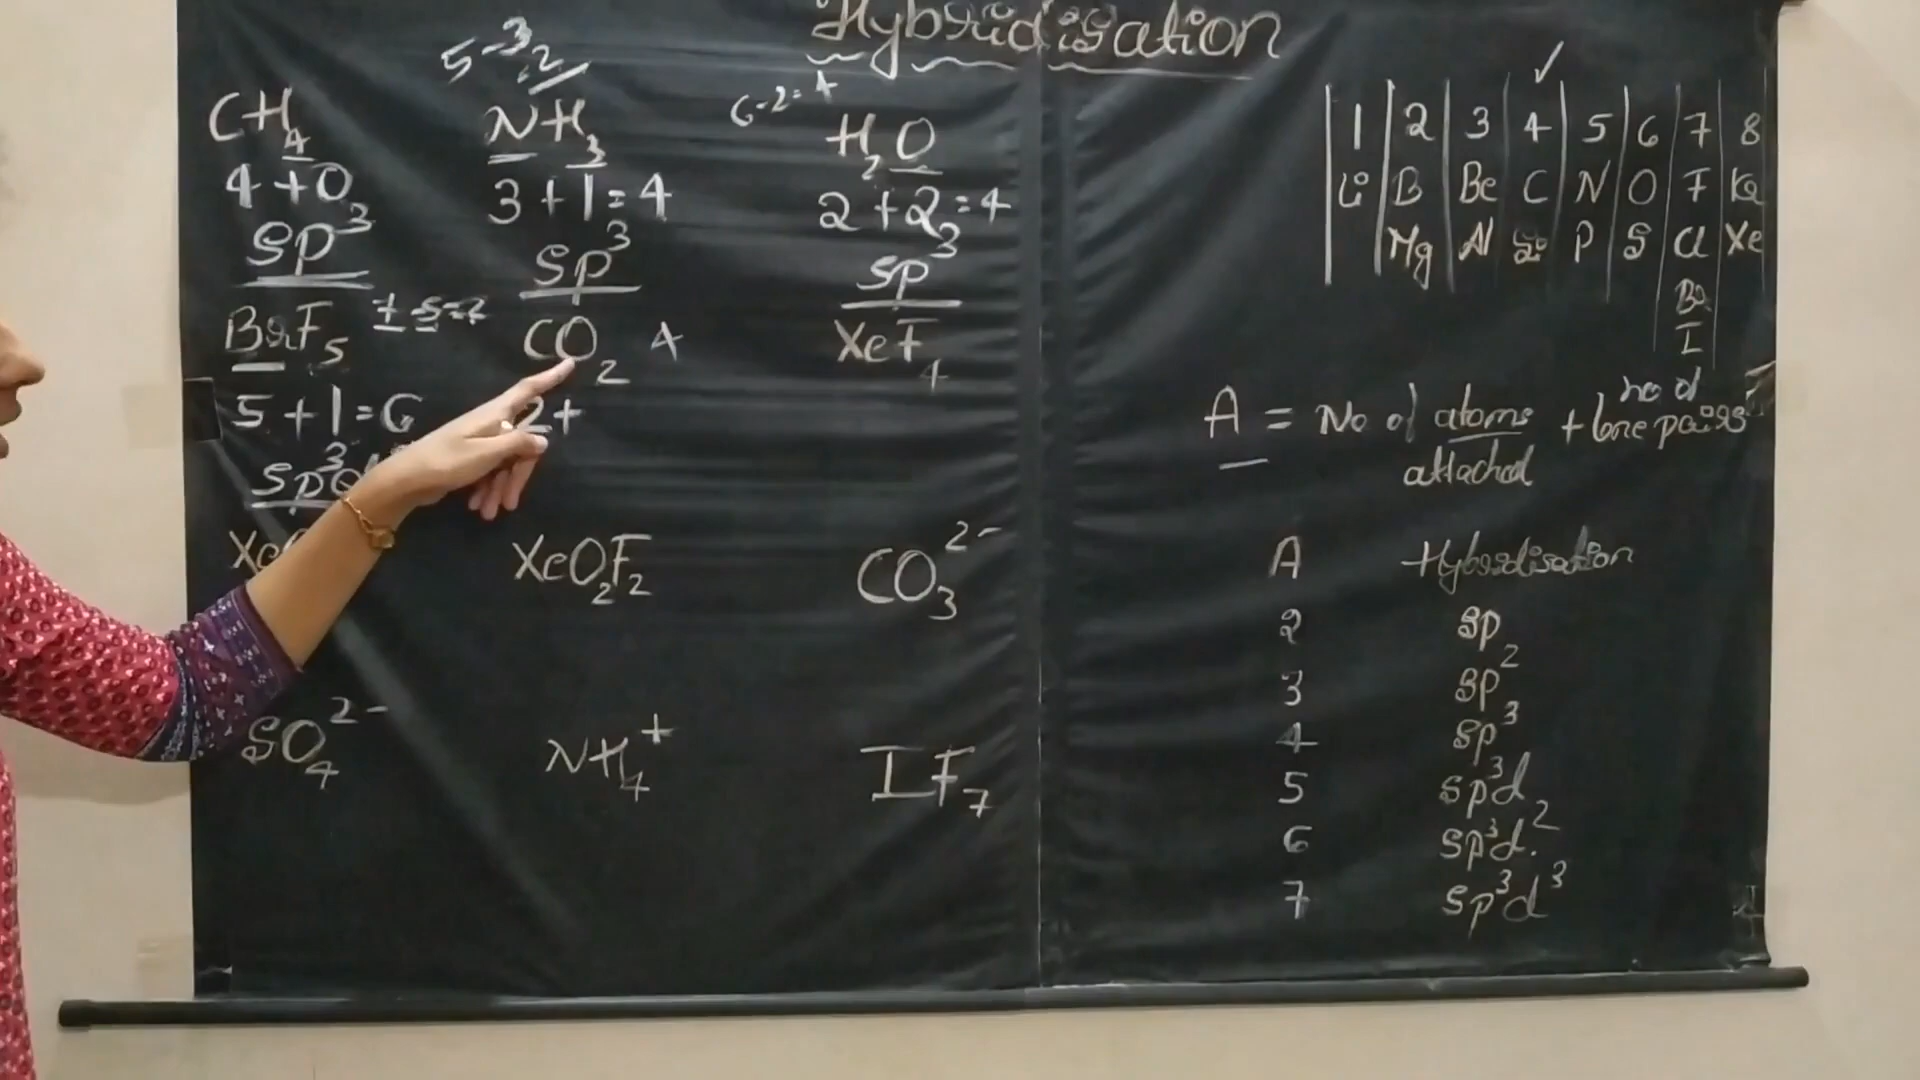 Hybridisation
5-3
2
CH4
4+0
sp3
NH3
3+1=4
sp3
6-2=4
H2O
2+2=4
sp3
BrF5
5+1=6
CO2 4
2+
XeF4
XeO2F2
CO3 2-
SO4 2-
NH4+
IF7
1 2 3 4 5 6 7 8
Li B Be C N O F
Mg Al Si P S Cl Xe
Br
I
A = No of atoms attached + no of lone pairs
A Hybridisation
2 sp
3 sp2
4 sp3
5 sp3d
6 sp3d2
7 sp3d3